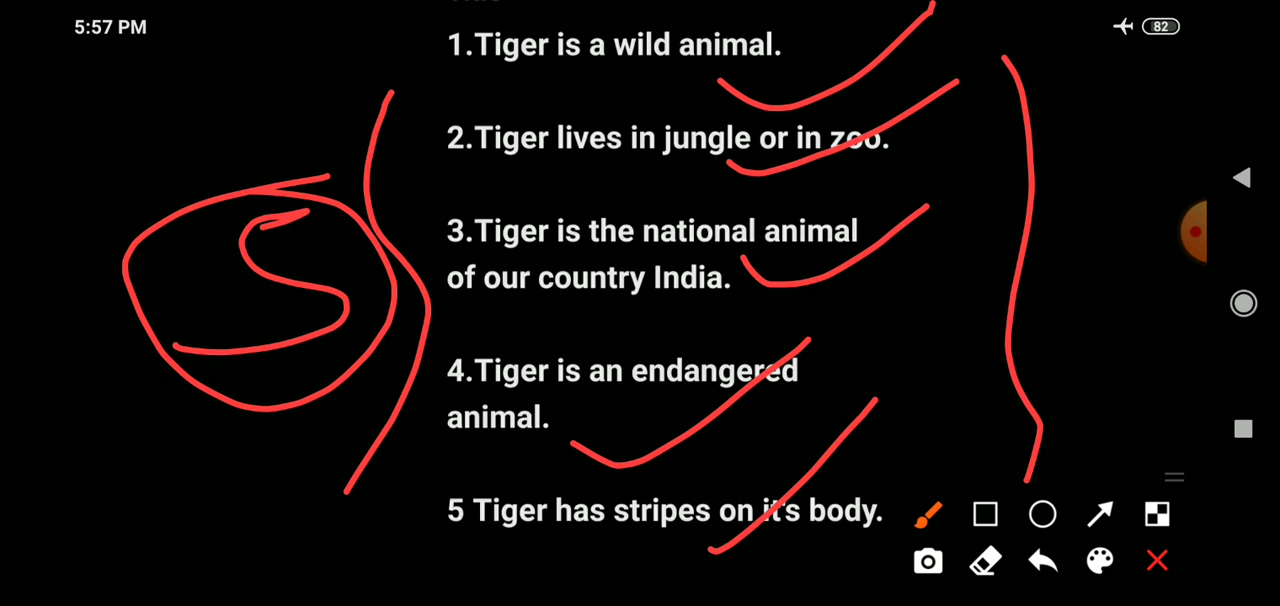 5:57 PM
82
1.Tiger is a wild animal.
2.Tiger lives in jungle or in zoo.
3.Tiger is the national animal
of our country India.
4.Tiger is an endangered
animal.
5 Tiger has stripes on it's body.
5